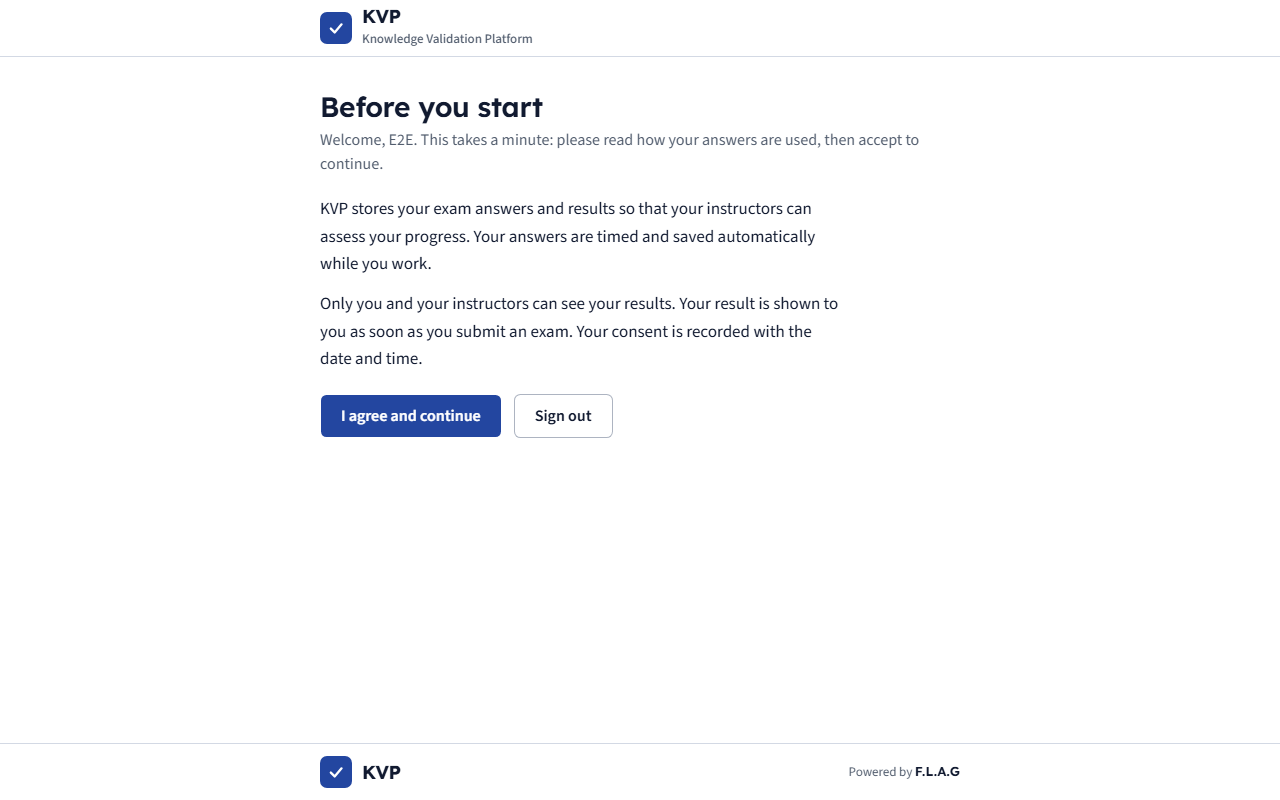 KVP
Knowledge Validation Platform
Before you start
Welcome, E2E. This takes a minute: please read how your answers are used, then accept to
continue.
KVP stores your exam answers and results so that your instructors can
assess your progress. Your answers are timed and saved automatically
while you work.
Only you and your instructors can see your results. Your result is shown to
you as soon as you submit an exam. Your consent is recorded with the
date and time.
I agree and continue
Sign out
KVP
Powered by F.L.A.G